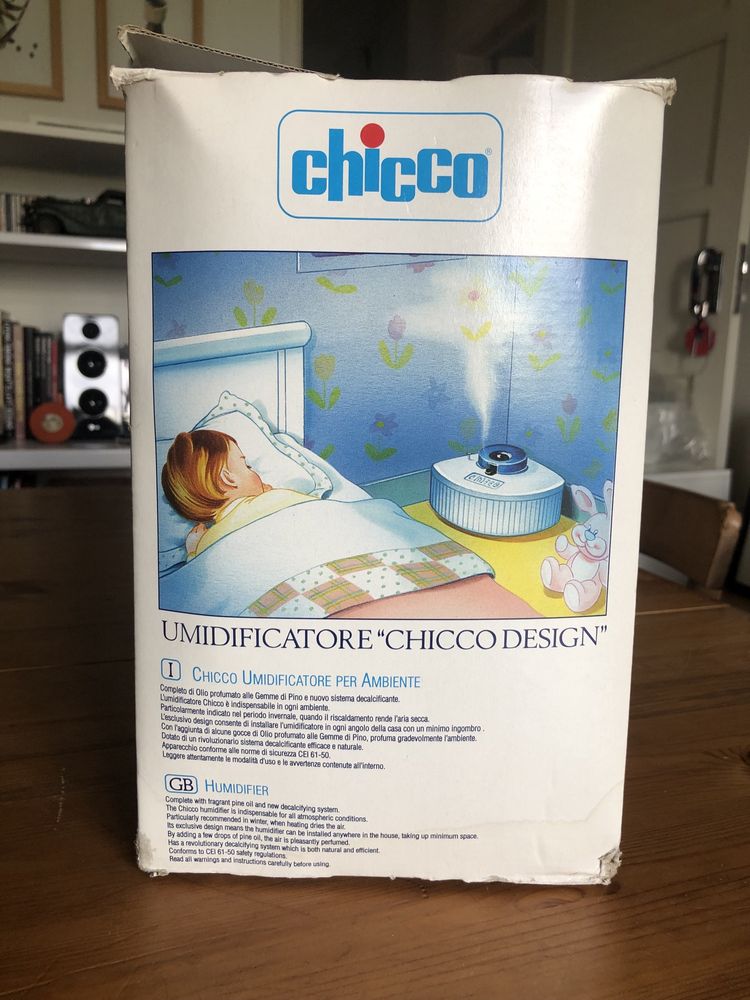 chicco®
chicco
UMIDIFICATORE “CHICCO DESIGN”
I CHICCO UMIDIFICATORE PER AMBIENTE
Completo di Olio profumato alle Gemme di Pino e nuovo sistema decalcificante.
L'umidificatore Chicco è indispensabile in ogni ambiente.
Particolarmente indicato nel periodo invernale, quando il riscaldamento rende l'aria secca.
L'esclusivo design consente di installare l'umidificatore in ogni angolo della casa con un minimo ingombro.
Con l'aggiunta di alcune gocce di Olio profumato alle Gemme di Pino, profuma gradevolmente l'ambiente.
Dotato di un rivoluzionario sistema decalcificante efficace e naturale.
Apparecchio conforme alle norme di sicurezza CEI 61-50.
Leggere attentamente le modalità d'uso e le avvertenze contenute all'interno.
GB HUMIDIFIER
Complete with fragrant pine oil and new decalcifying system.
The Chicco humidifier is indispensable for all atmospheric conditions.
Particularly recommended in winter, when heating dries the air.
Its exclusive design means the humidifier can be installed anywhere in the house, taking up minimum space.
By adding a few drops of pine oil, the air is pleasantly perfumed.
Has a revolutionary decalcifying system which is both natural and efficient.
Conforms to CEI 61-50 safety regulations.
Read all warnings and instructions carefully before using.